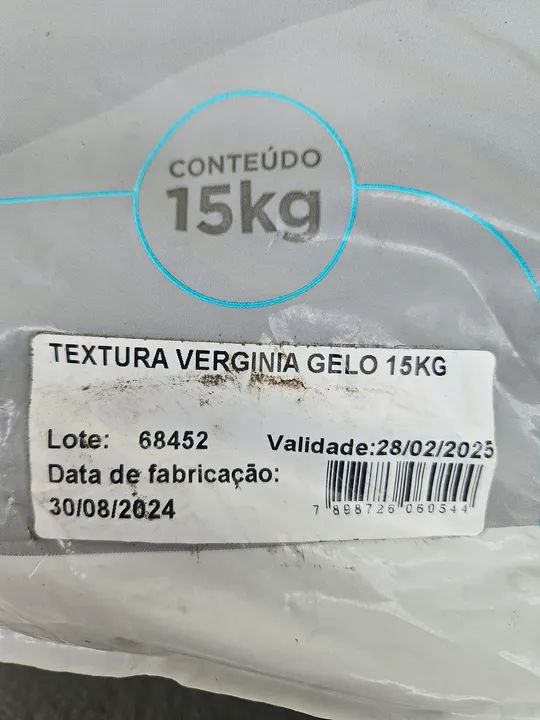 CONTEÚDO
15kg
TEXTURA VERGINIA GELO 15KG
Lote: 68452 Validade:28/02/2025
Data de fabricação:
30/08/2024
7 898726 060344